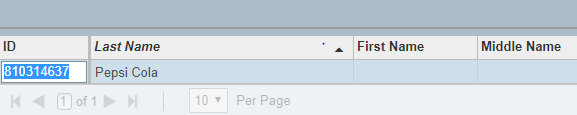 ID Last Name First Name Middle Name
810314637 Pepsi Cola
1 of 1 10 Per Page